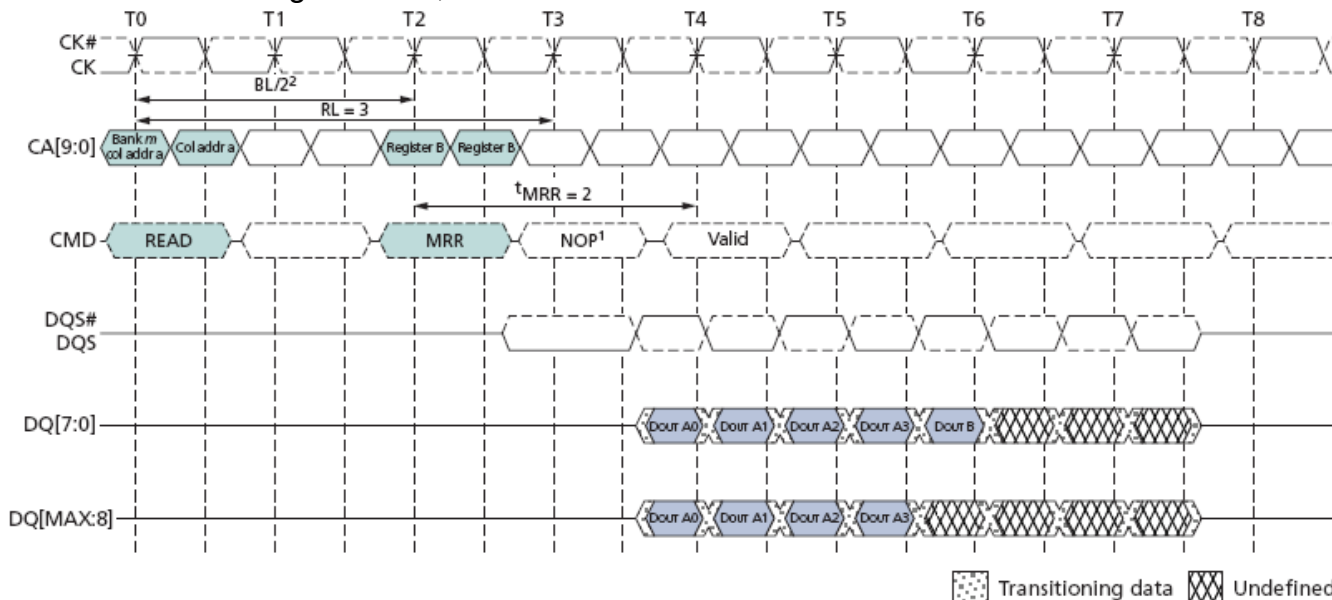 T0 T1 T2 T3 T4 T5 T6 T7 T8
CK#
CK
BL/2²
RL = 3
CA[9:0] Bank m col addr a Col addr a Register B Register B
tMRR = 2
CMD READ MRR NOP¹ Valid
DQS#
DQS
DQ[7:0] DOUT A0 DOUT A1 DOUT A2 DOUT A3 DOUT B
DQ[MAX:8] DOUT A0 DOUT A1 DOUT A2 DOUT A3
Transitioning data Undefined